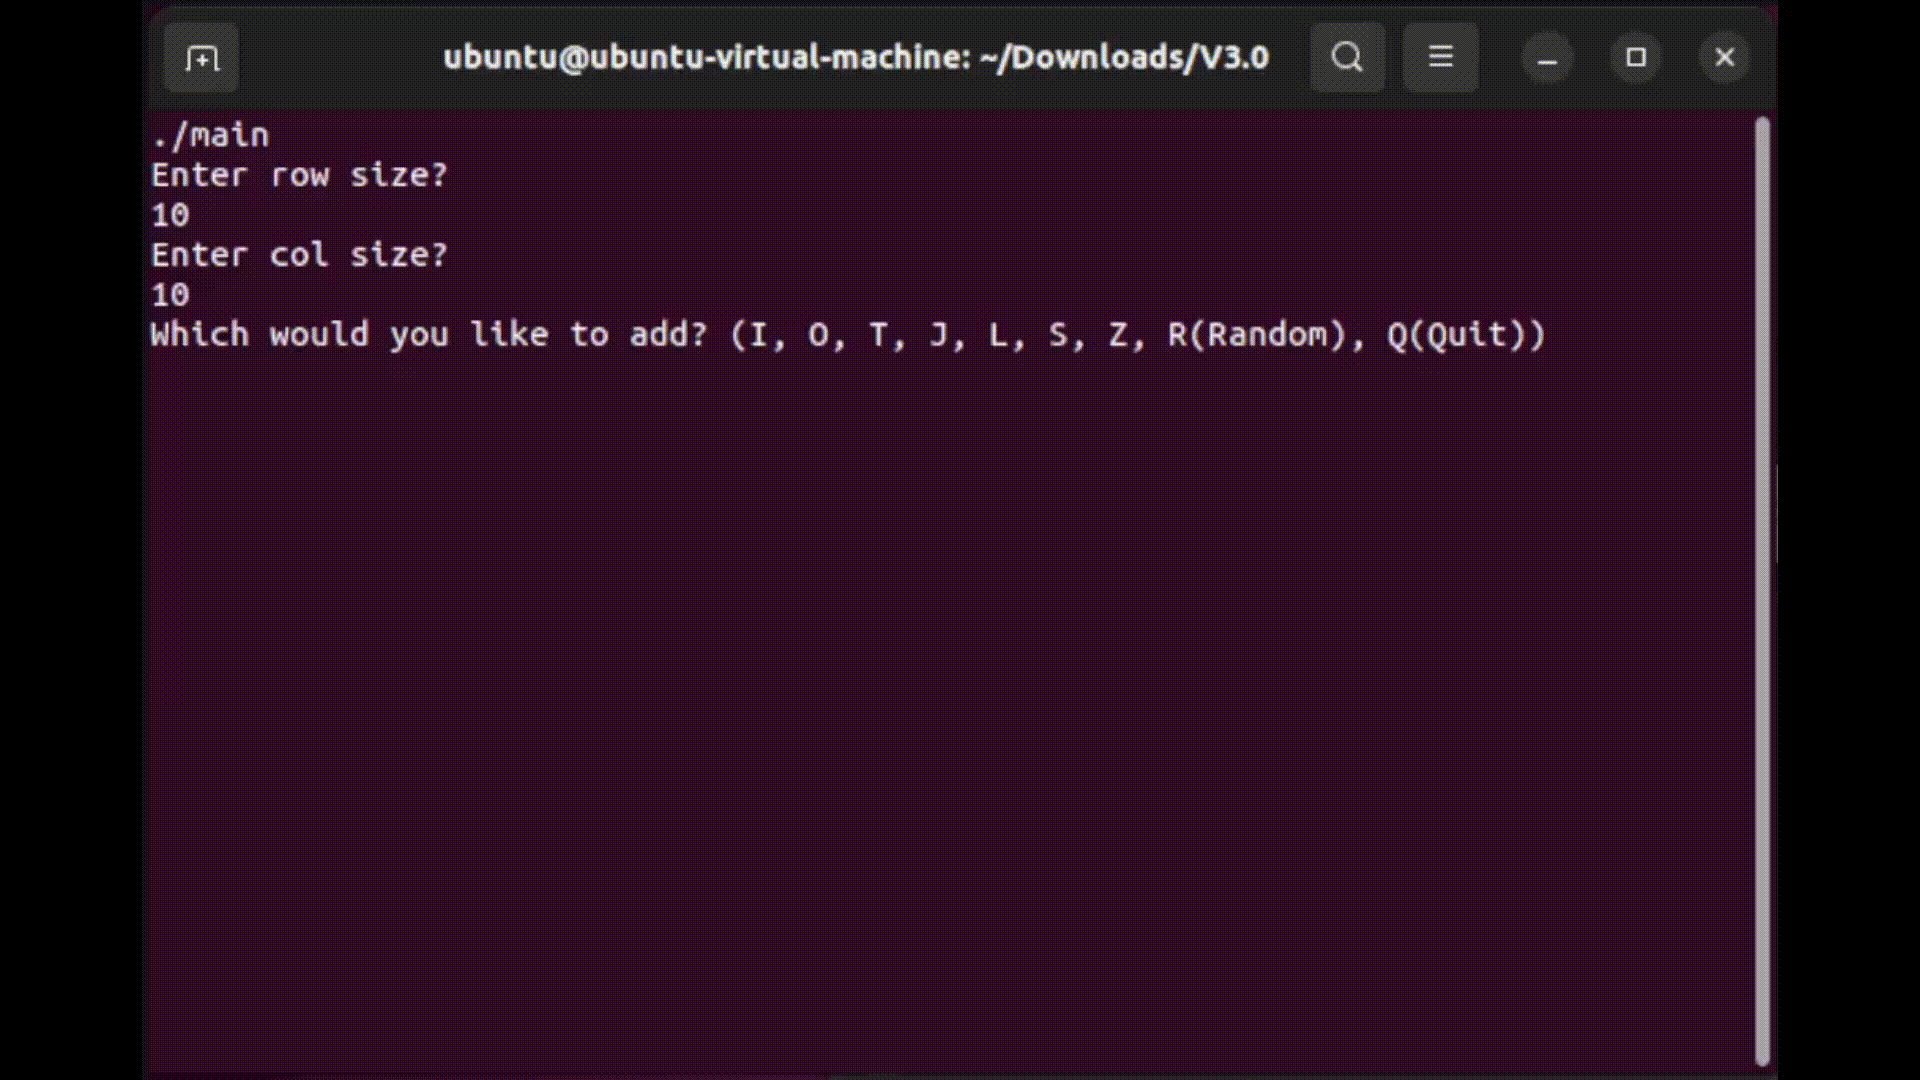 ubuntu@ubuntu-virtual-machine: ~/Downloads/V3.0
./main
Enter row size?
10
Enter col size?
10
Which would you like to add? (I, O, T, J, L, S, Z, R(Random), Q(Quit))